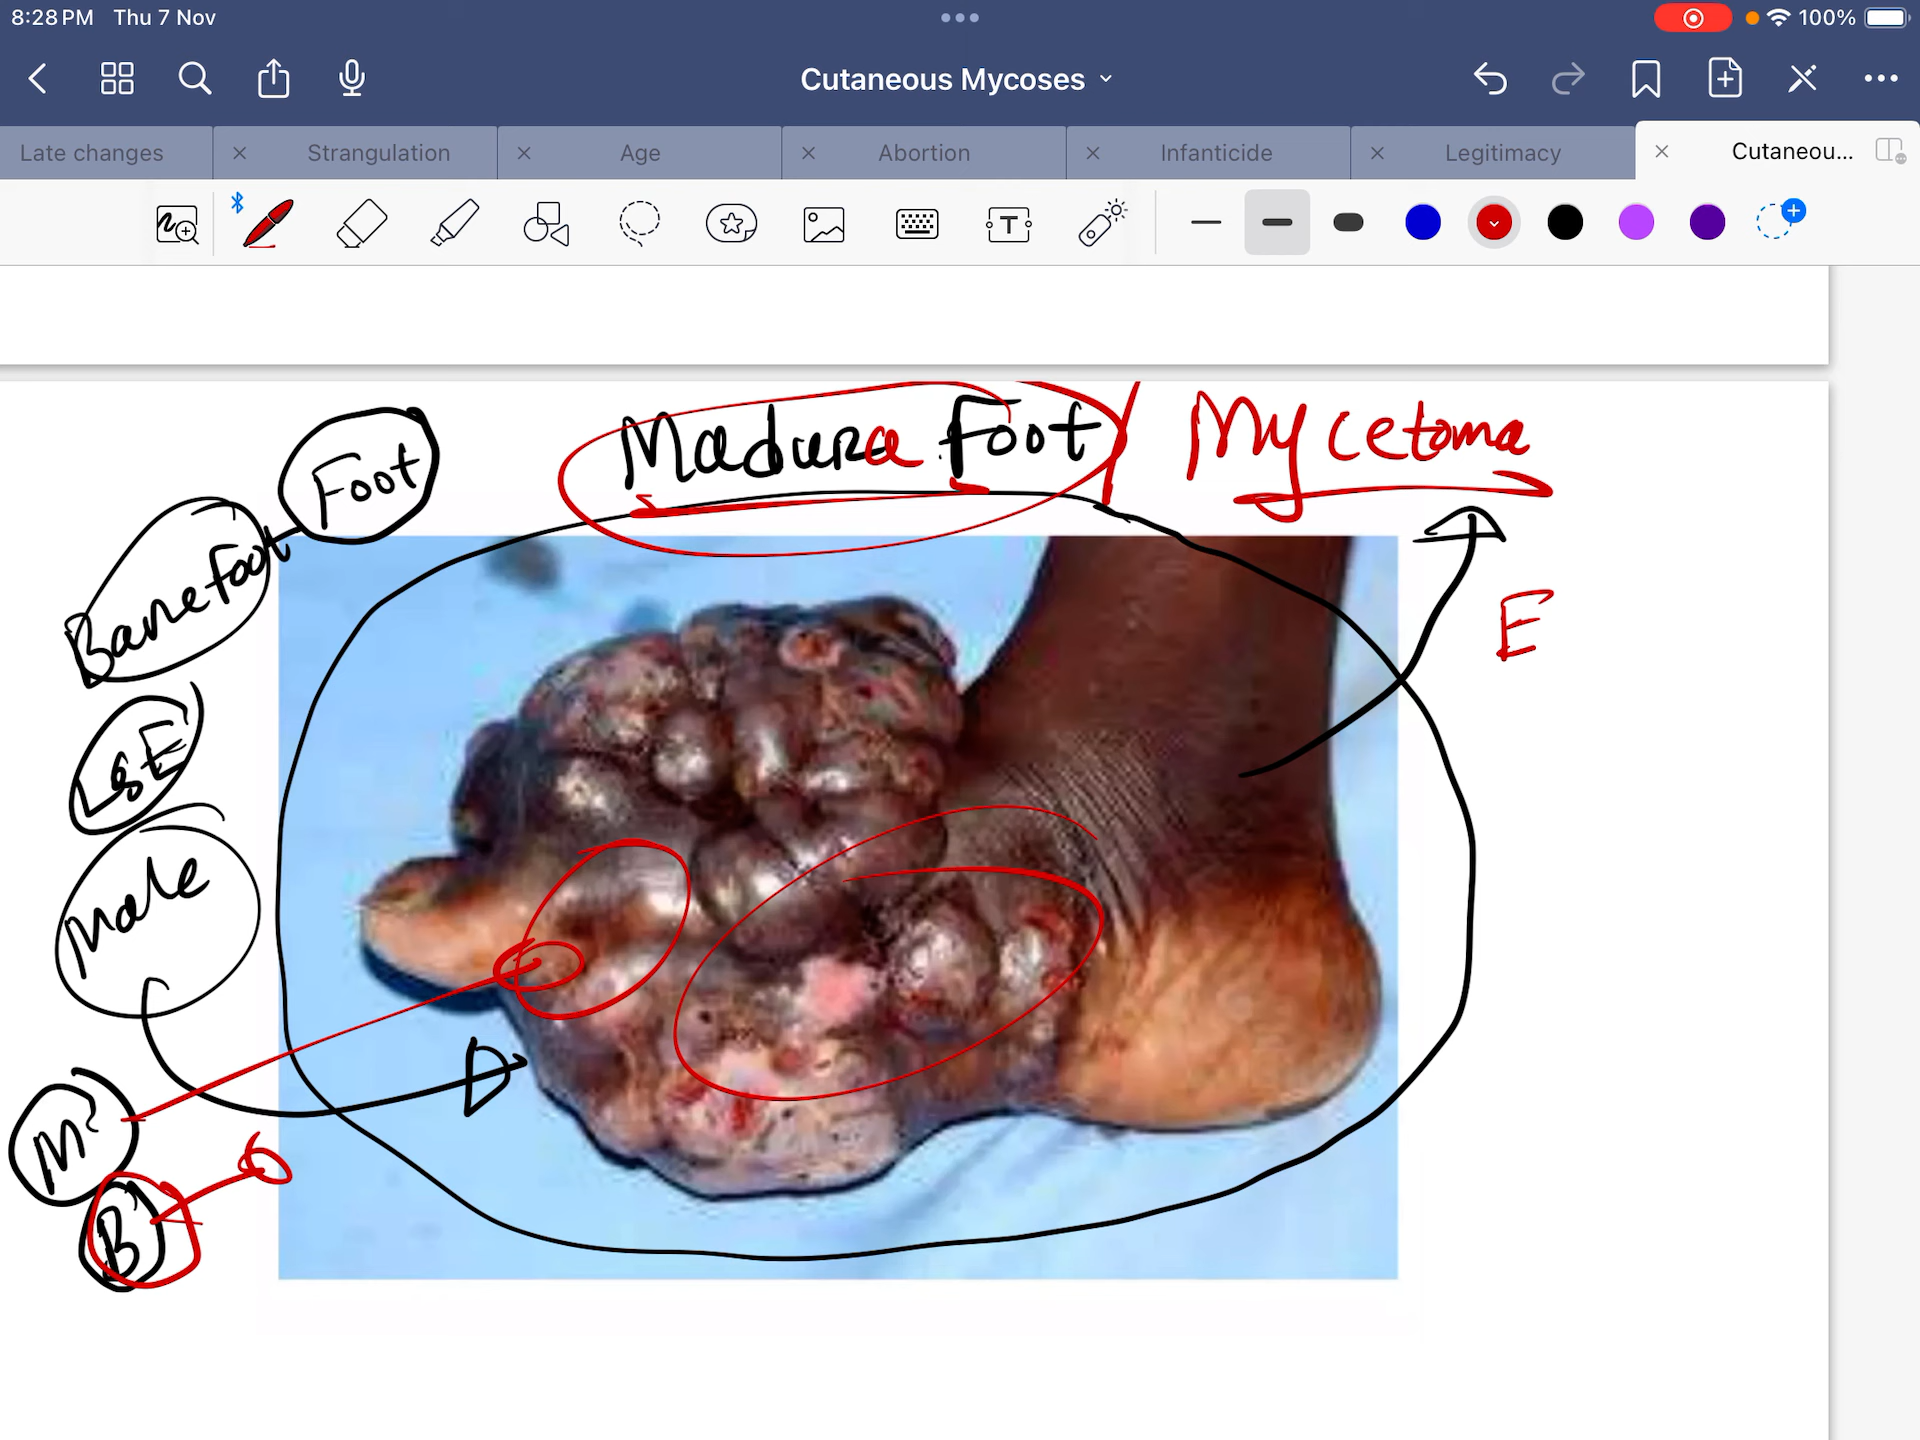 8:28 PM Thu 7 Nov
100%
Cutaneous Mycoses
Late changes
Strangulation
Age
Abortion
Infanticide
Legitimacy
Cutaneou...
T
Madura Foot / Mycetoma
Foot
Barefoot
E
Male
M
B